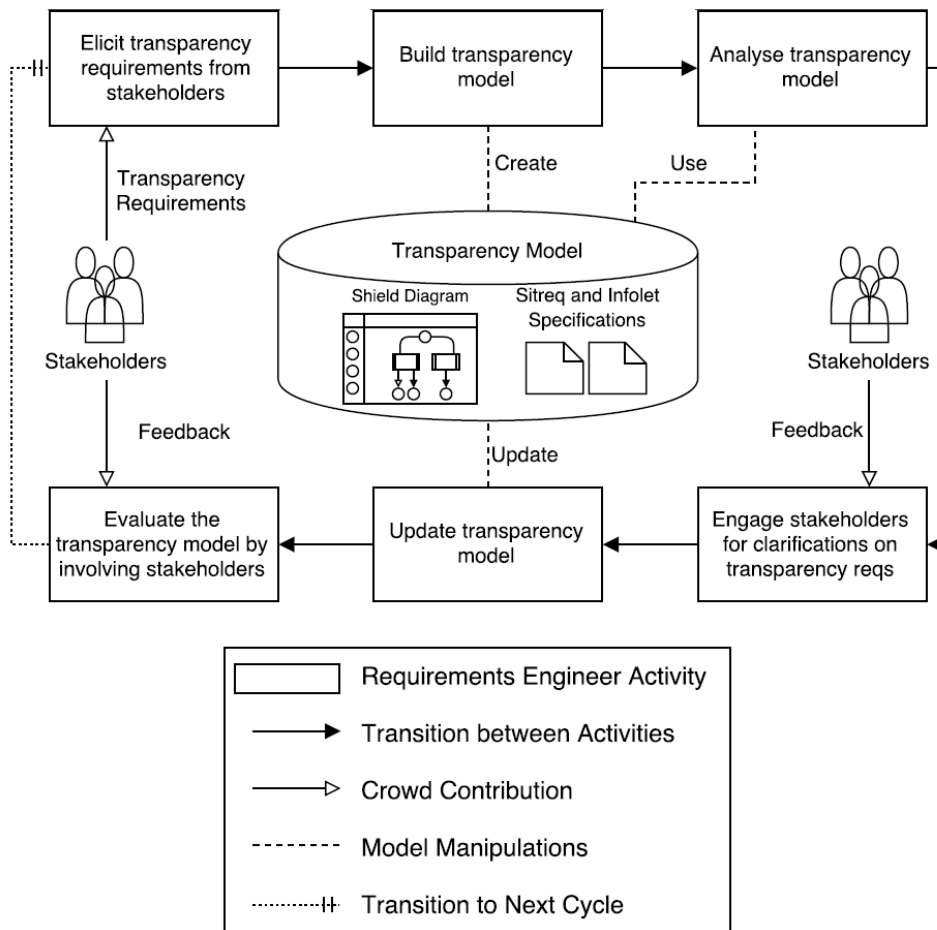 Elicit transparency
requirements from
stakeholders
Build transparency
model
Analyse transparency
model
Create
Use
Transparency
Requirements
Transparency Model
Shield Diagram
Sitreq and Infolet
Specifications
Stakeholders
Stakeholders
Feedback
Feedback
Update
Evaluate the
transparency model by
involving stakeholders
Update transparency
model
Engage stakeholders
for clarifications on
transparency reqs
Requirements Engineer Activity
Transition between Activities
Crowd Contribution
Model Manipulations
Transition to Next Cycle